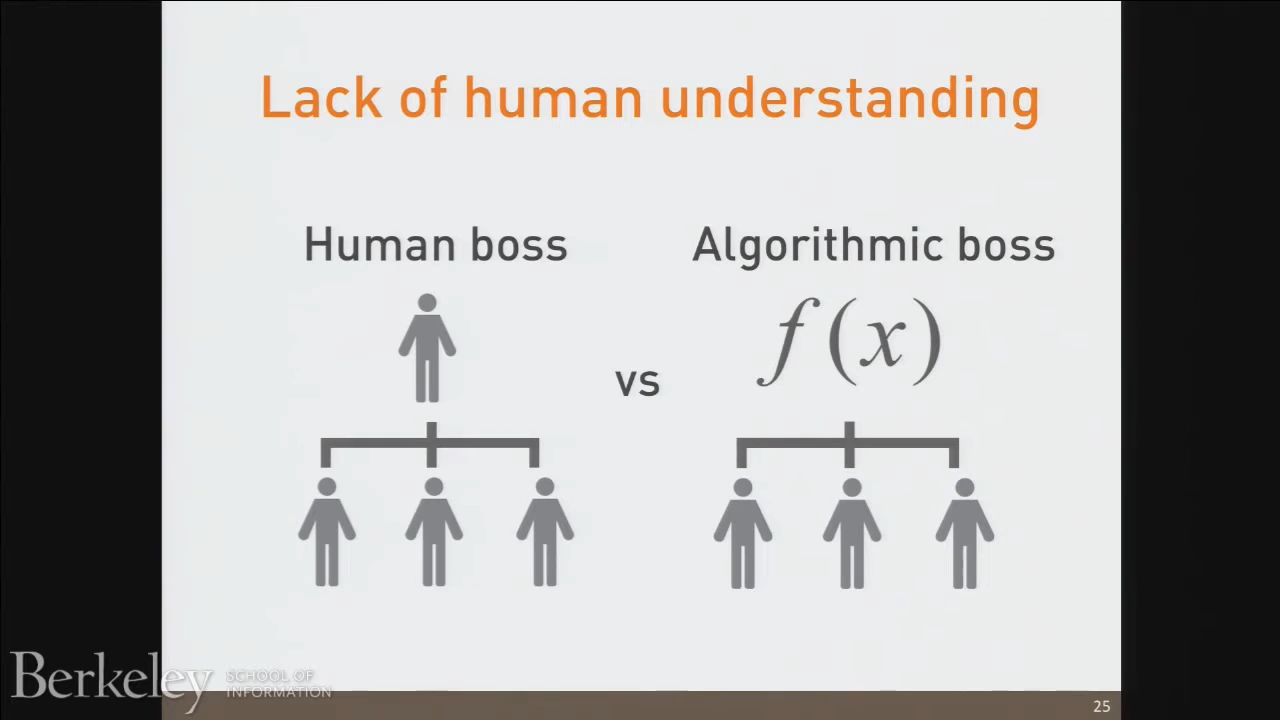 Lack of human understanding
Human boss
Algorithmic boss
f(x)
vs
Berkeley
SCHOOL OF
INFORMATION
25